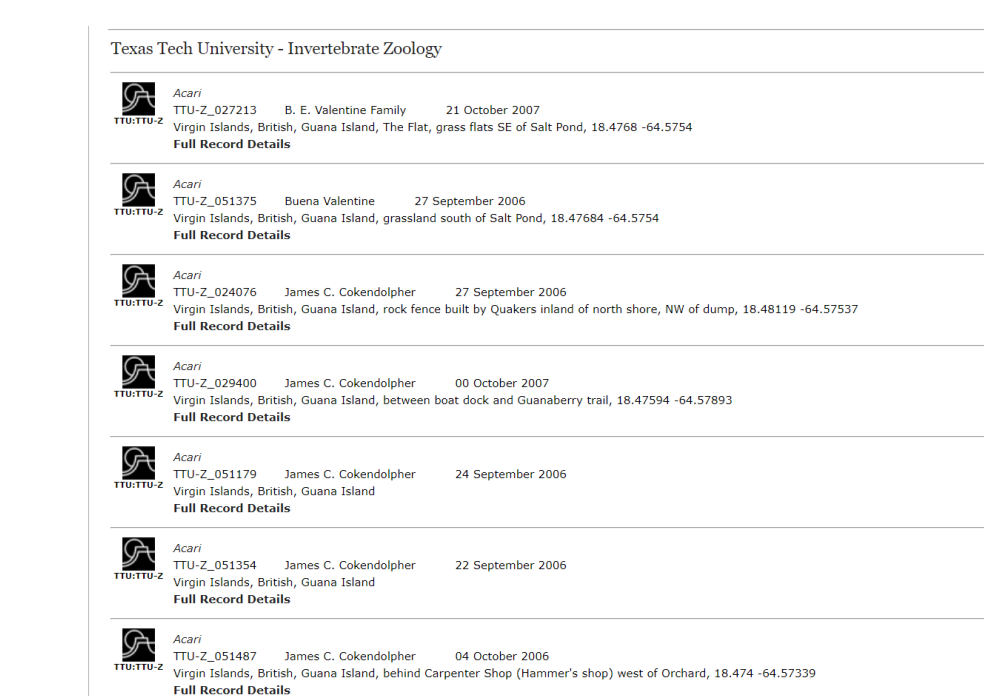 Texas Tech University - Invertebrate Zoology
Acari
TTU-Z_027213 B. E. Valentine Family 21 October 2007
TTU:TTU-Z
Virgin Islands, British, Guana Island, The Flat, grass flats SE of Salt Pond, 18.4768 -64.5754
Full Record Details
Acari
TTU-Z_051375 Buena Valentine 27 September 2006
TTU:TTU-Z
Virgin Islands, British, Guana Island, grassland south of Salt Pond, 18.47684 -64.5754
Full Record Details
Acari
TTU-Z_024076 James C. Cokendolpher 27 September 2006
TTU:TTU-Z
Virgin Islands, British, Guana Island, rock fence built by Quakers inland of north shore, NW of dump, 18.48119 -64.57537
Full Record Details
Acari
TTU-Z_029400 James C. Cokendolpher 00 October 2007
TTU:TTU-Z
Virgin Islands, British, Guana Island, between boat dock and Guanaberry trail, 18.47594 -64.57893
Full Record Details
Acari
TTU-Z_051179 James C. Cokendolpher 24 September 2006
TTU:TTU-Z
Virgin Islands, British, Guana Island
Full Record Details
Acari
TTU-Z_051354 James C. Cokendolpher 22 September 2006
TTU:TTU-Z
Virgin Islands, British, Guana Island
Full Record Details
Acari
TTU-Z_051487 James C. Cokendolpher 04 October 2006
TTU:TTU-Z
Virgin Islands, British, Guana Island, behind Carpenter Shop (Hammer's shop) west of Orchard, 18.474 -64.57339
Full Record Details